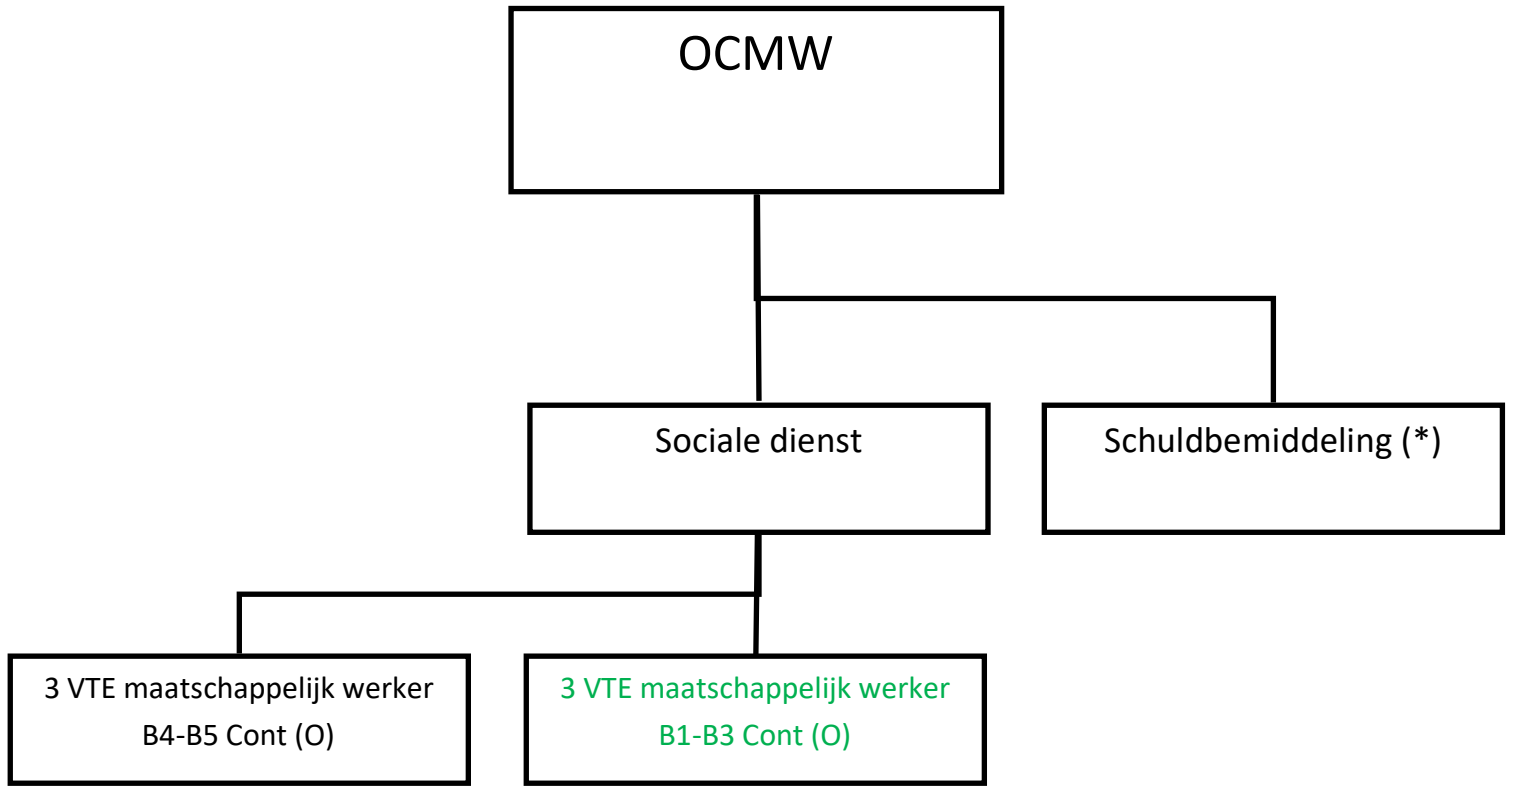 OCMW
Sociale dienst
Schuldbemiddeling (*)
3 VTE maatschappelijk werker
B4-B5 Cont (O)
3 VTE maatschappelijk werker
B1-B3 Cont (O)